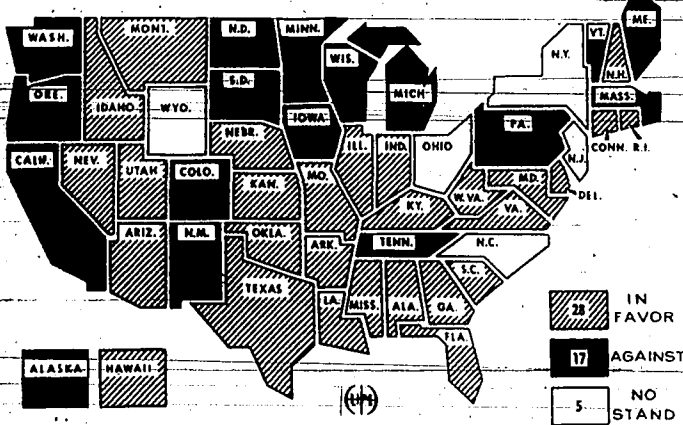 WASH.
MONT.
N.D.
MINN.
VT.
ME.
N.Y.
WIS.
N.H.
ORE.
IDAHO
WYO.
S.D.
MICH
MASS.
IOWA
PA.
NEBR.
ILL.
IND.
OHIO
CONN. R.I.
N.J.
CALIF.
NEV.
UTAH
COLO.
KAN.
MO.
W.VA.
MD.
DEL.
KY.
VA.
ARIZ.
N.M.
OKLA.
ARK.
TENN.
N.C.
S.C.
TEXAS
LA.
MISS.
ALA.
GA.
FLA.
28 IN FAVOR
17 AGAINST
5 NO STAND
ALASKA
HAWAII
UPI